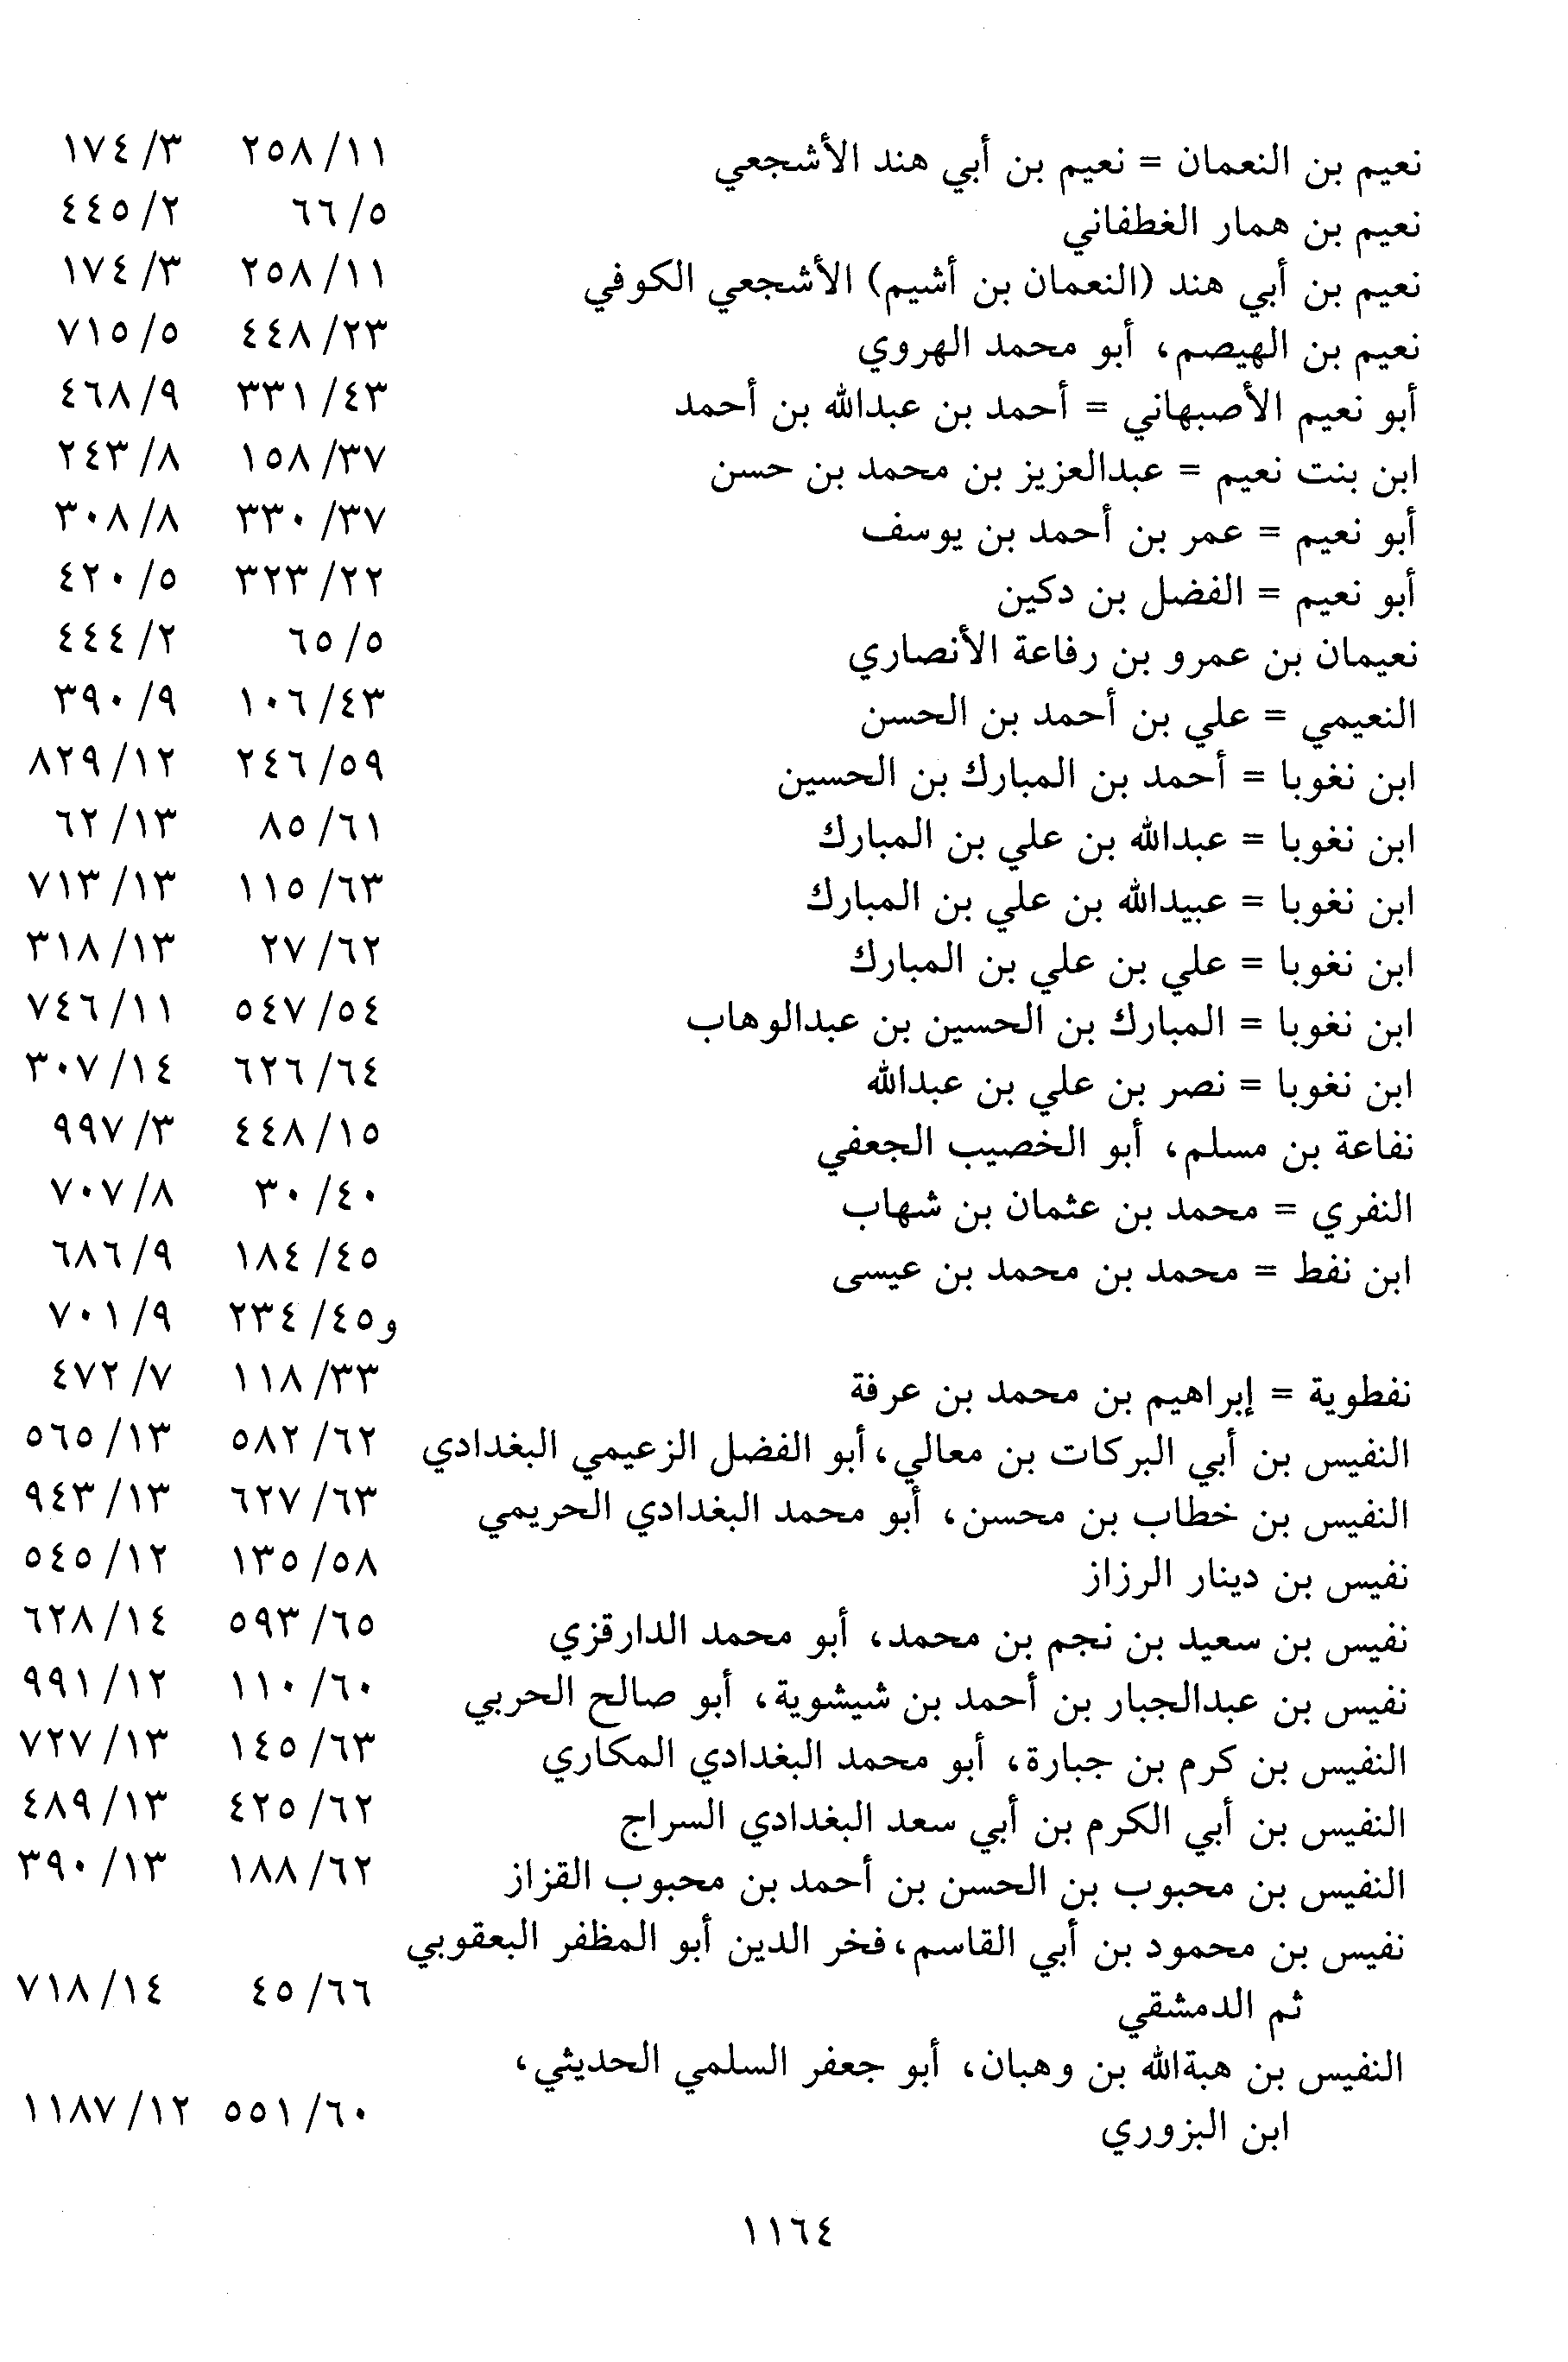 نعيم بن النعمان = نعيم بن أبي هند الأشجعي ١١/ ٢٥٨ ٣/ ١٧٤
نعيم بن همار الغطفاني ٥/ ٦٦ ٢/ ٤٤٥
نعيم بن أبي هند (النعمان بن أشيم) الأشجعي الكوفي ١١/ ٢٥٨ ٣/ ١٧٤
نعيم بن الهيصم، أبو محمد الهروي ٢٣/ ٤٤٨ ٥/ ٧١٥
أبو نعيم الأصبهاني = أحمد بن عبدالله بن أحمد ٤٣/ ٣٣١ ٩/ ٤٦٨
ابن بنت نعيم = عبدالعزيز بن محمد بن حسن ٣٧/ ١٥٨ ٨/ ٢٤٣
أبو نعيم = عمر بن أحمد بن يوسف ٣٧/ ٣٣٠ ٨/ ٣٠٨
أبو نعيم = الفضل بن دكين ٢٢/ ٣٢٣ ٥/ ٤٢٠
نعيمان بن عمرو بن رفاعة الأنصاري ٥/ ٦٥ ٢/ ٤٤٤
النعيمي = علي بن أحمد بن الحسن ٤٣/ ١٠٦ ٩/ ٣٩٠
ابن نغوبا = أحمد بن المبارك بن الحسين ٥٩/ ٢٤٦ ١٢/ ٨٢٩
ابن نغوبا = عبدالله بن علي بن المبارك ٦١/ ٨٥ ١٣/ ٦٢
ابن نغوبا = عبيدالله بن علي بن المبارك ٦٣/ ١١٥ ١٣/ ٧١٣
ابن نغوبا = علي بن علي بن المبارك ٦٢/ ٢٧ ١٣/ ٣١٨
ابن نغوبا = المبارك بن الحسين بن عبدالوهاب ٥٤/ ٥٤٧ ١١/ ٧٤٦
ابن نغوبا = نصر بن علي بن عبدالله ٦٤/ ٦٢٦ ١٤/ ٣٠٧
نفاعة بن مسلم، أبو الخصيب الجعفي ١٥/ ٤٤٨ ٣/ ٩٩٧
النفري = محمد بن عثمان بن شهاب ٤٠/ ٣٠ ٨/ ٧٠٧
ابن نفط = محمد بن محمد بن عيسى ٤٥/ ١٨٤ ٩/ ٦٨٦
و٤٥/ ٢٣٤ ٩/ ٧٠١
نفطوية = إبراهيم بن محمد بن عرفة ٣٣/ ١١٨ ٧/ ٤٧٢
النفيس بن أبي البركات بن معالي، أبو الفضل الزعيمي البغدادي ٦٢/ ٥٨٢ ١٣/ ٥٦٥
النفيس بن خطاب بن محسن، أبو محمد البغدادي الحريمي ٦٣/ ٦٢٧ ١٣/ ٩٤٣
نفيس بن دينار الرزاز ٥٨/ ١٣٥ ١٢/ ٥٤٥
نفيس بن سعيد بن نجم بن محمد، أبو محمد الدارقزي ٦٥/ ٥٩٣ ١٤/ ٦٢٨
نفيس بن عبدالجبار بن أحمد بن شيشوية، أبو صالح الحربي ٦٠/ ١١٠ ١٢/ ٩٩١
النفيس بن كرم بن جبارة، أبو محمد البغدادي المكاري ٦٣/ ١٤٥ ١٣/ ٧٢٧
النفيس بن أبي الكرم بن أبي سعد البغدادي السراج ٦٢/ ٤٢٥ ١٣/ ٤٨٩
النفيس بن محبوب بن الحسن بن أحمد بن محبوب القزاز ٦٢/ ١٨٨ ١٣/ ٣٩٠
نفيس بن محمود بن أبي القاسم، فخر الدين أبو المظفر البعقوبي
ثم الدمشقي ٦٦/ ٤٥ ١٤/ ٧١٨
النفيس بن هبةالله بن وهبان، أبو جعفر السلمي الحديثي،
ابن البزوري ٦٠/ ٥٥١ ١٢/ ١١٨٧
١١٦٤